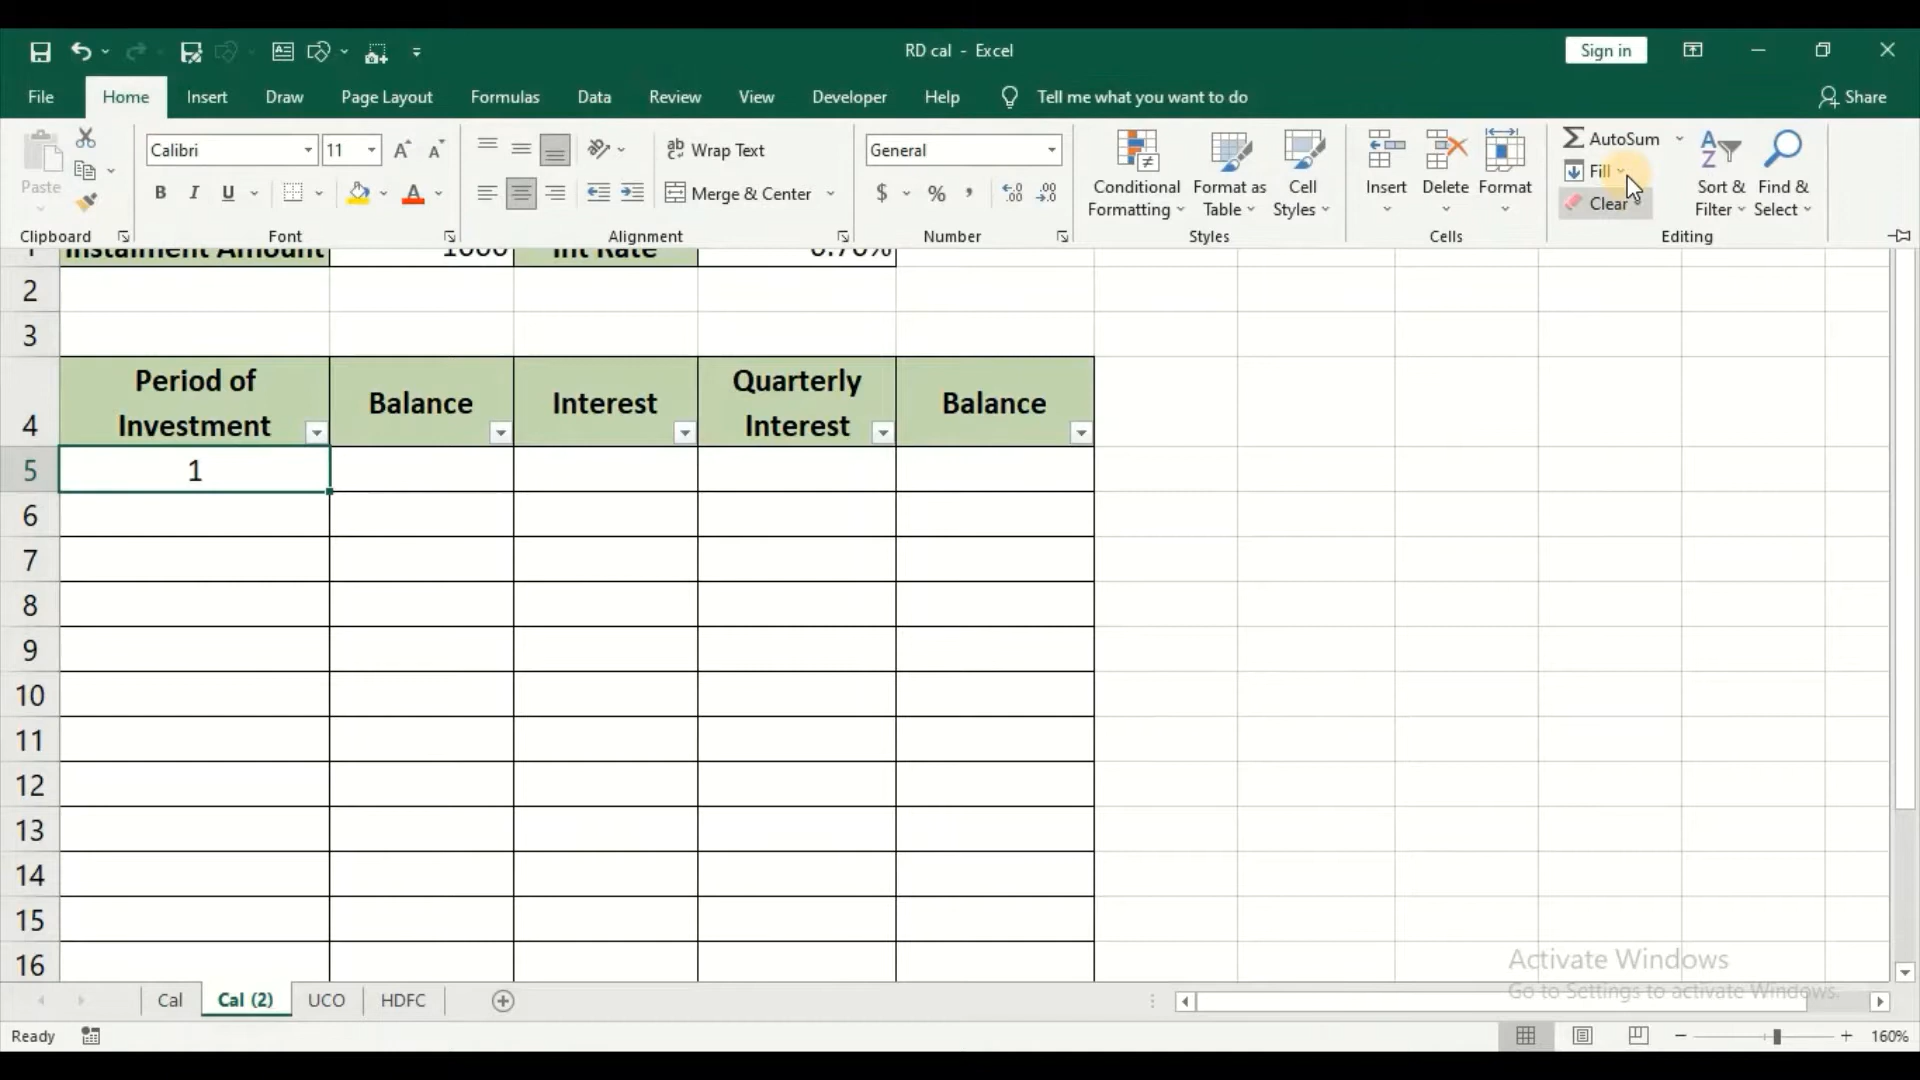 RD cal - Excel
Sign in
File Home Insert Draw Page Layout Formulas Data Review View Developer Help Tell me what you want to do Share
Paste
Calibri 11
B I U
Wrap Text
Merge & Center
General
$ % ,
Conditional Formatting
Format as Table
Cell Styles
Insert Delete Format
AutoSum
Fill
Clear
Sort & Filter
Find & Select
Clipboard Font Alignment Number Styles Cells Editing
1 Instalment Amount 1000 Int Rate
2
3
4 Period of Investment Balance Interest Quarterly Interest Balance
5 1
6
7
8
9
10
11
12
13
14
15
16
Activate Windows
Go to Settings to activate Windows.
Cal Cal (2) UCO HDFC
Ready 160%